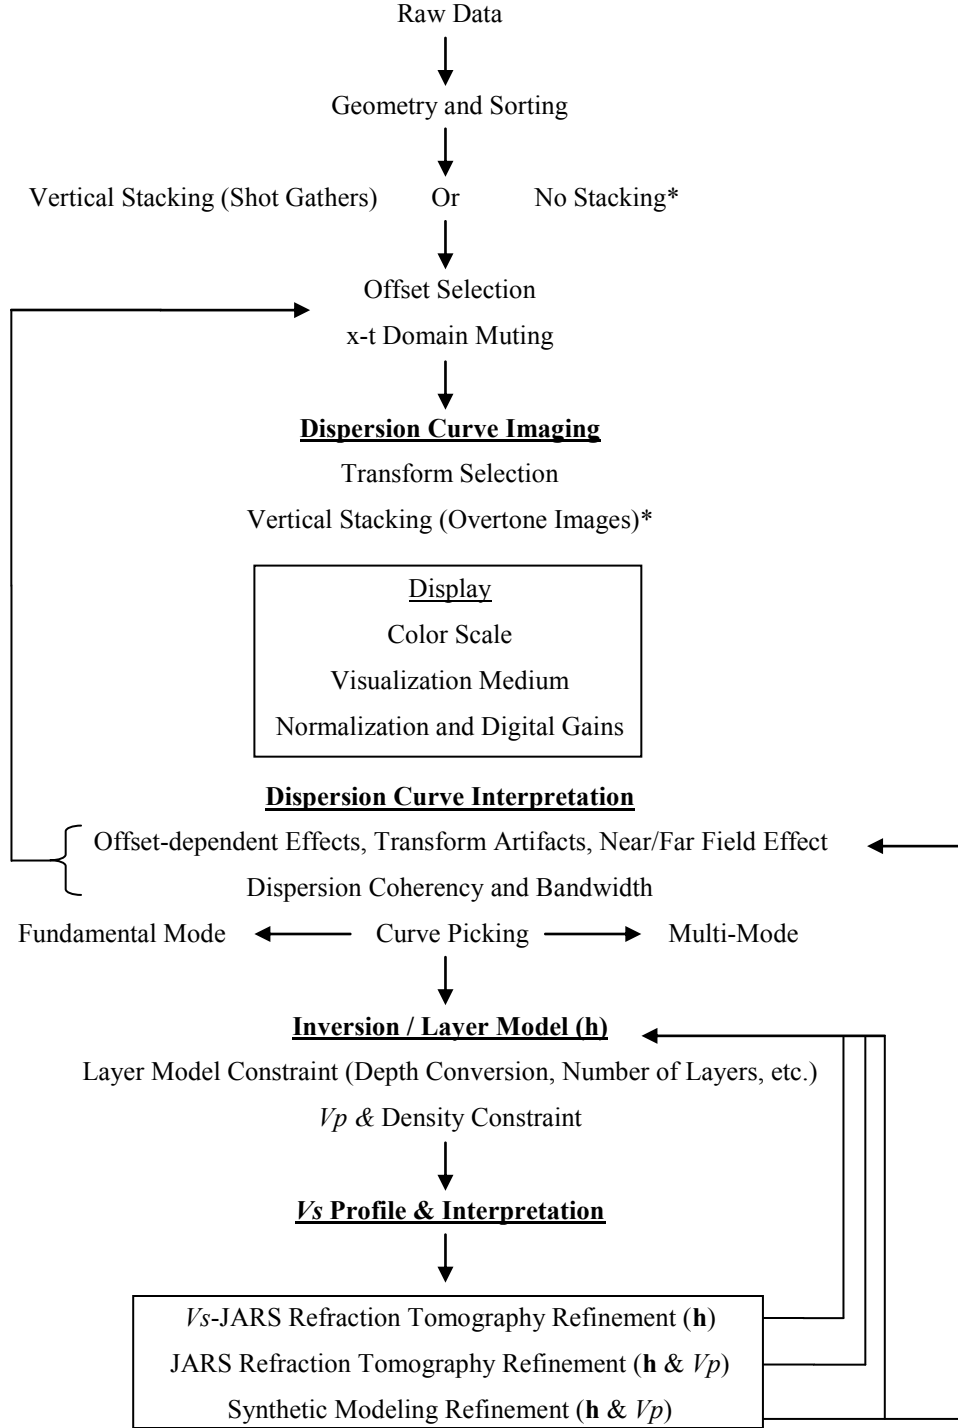 Raw Data
Geometry and Sorting
Vertical Stacking (Shot Gathers) Or No Stacking*
Offset Selection
x-t Domain Muting
Dispersion Curve Imaging
Transform Selection
Vertical Stacking (Overtone Images)*
Display
Color Scale
Visualization Medium
Normalization and Digital Gains
Dispersion Curve Interpretation
Offset-dependent Effects, Transform Artifacts, Near/Far Field Effect
Dispersion Coherency and Bandwidth
Fundamental Mode Curve Picking Multi-Mode
Inversion / Layer Model (h)
Layer Model Constraint (Depth Conversion, Number of Layers, etc.)
Vp & Density Constraint
Vs Profile & Interpretation
Vs-JARS Refraction Tomography Refinement (h)
JARS Refraction Tomography Refinement (h & Vp)
Synthetic Modeling Refinement (h & Vp)